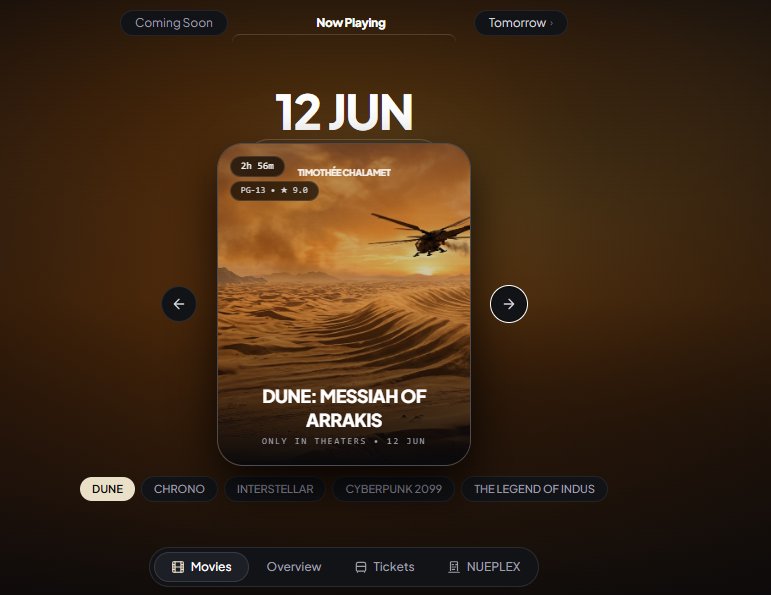 Coming Soon
Now Playing
Tomorrow ›
12 JUN
2h 56m
TIMOTHÉE CHALAMET
PG-13 • ★ 9.0
DUNE: MESSIAH OF
ARRAKIS
ONLY IN THEATERS • 12 JUN
DUNE
CHRONO
INTERSTELLAR
CYBERPUNK 2099
THE LEGEND OF INDUS
Movies
Overview
Tickets
NUEPLEX